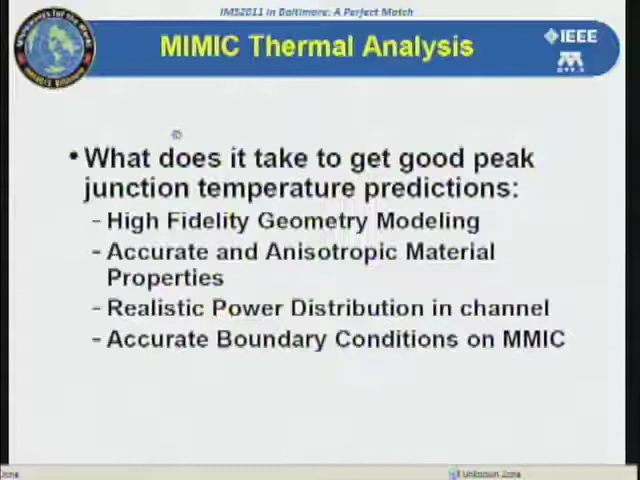 IMS2011 in Baltimore: A Perfect Match
MIMIC Thermal Analysis
IEEE
• What does it take to get good peak
junction temperature predictions:
- High Fidelity Geometry Modeling
- Accurate and Anisotropic Material
Properties
- Realistic Power Distribution in channel
- Accurate Boundary Conditions on MMIC
Unknown Zone